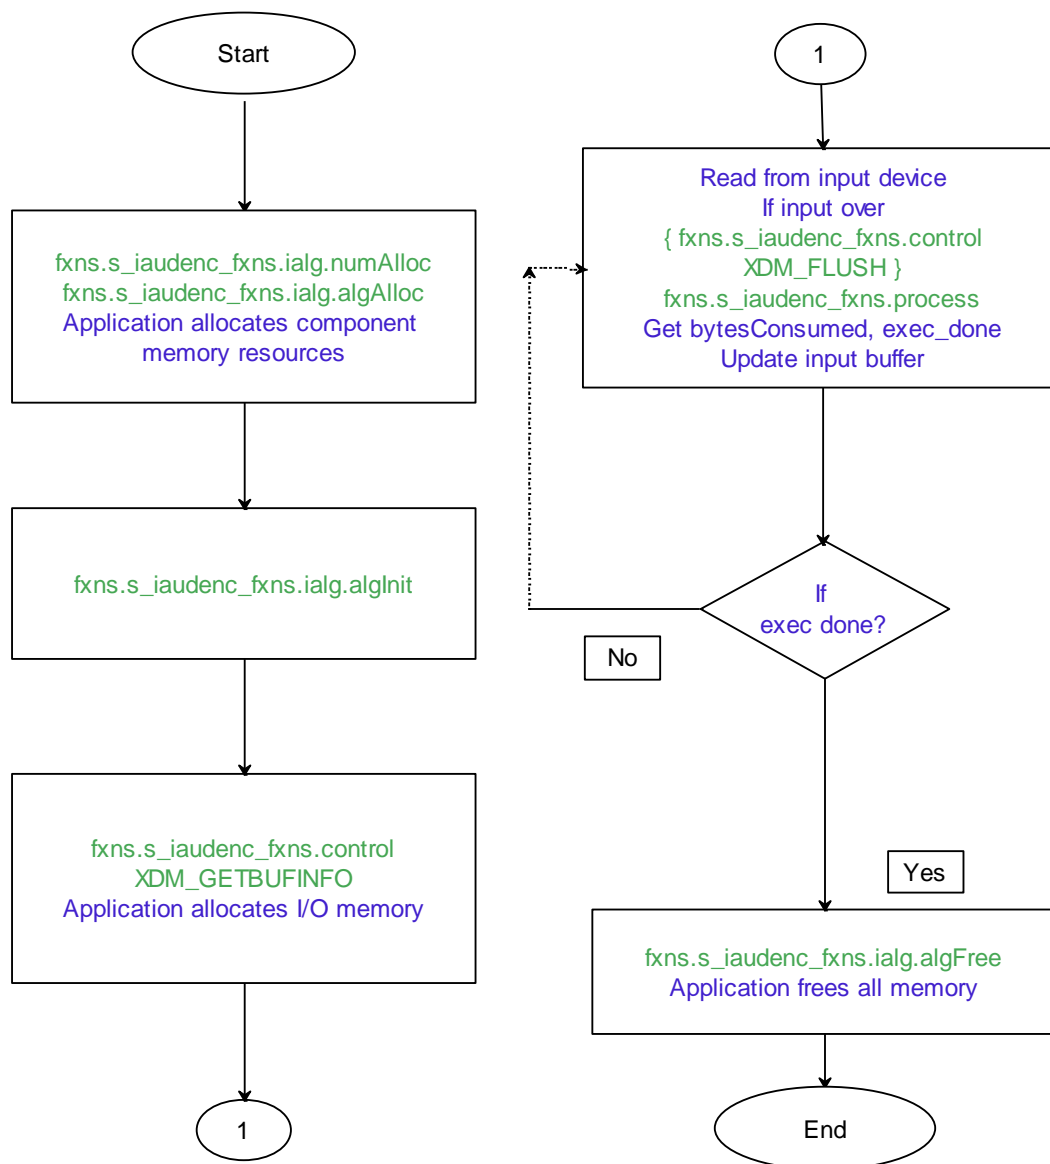 Start
fxns.s_iaudenc_fxns.ialg.numAlloc
fxns.s_iaudenc_fxns.ialg.algAlloc
Application allocates component
memory resources
fxns.s_iaudenc_fxns.ialg.algInit
fxns.s_iaudenc_fxns.control
XDM_GETBUFINFO
Application allocates I/O memory
1
1
Read from input device
If input over
{ fxns.s_iaudenc_fxns.control
XDM_FLUSH }
fxns.s_iaudenc_fxns.process
Get bytesConsumed, exec_done
Update input buffer
If
exec done?
No
Yes
fxns.s_iaudenc_fxns.ialg.algFree
Application frees all memory
End